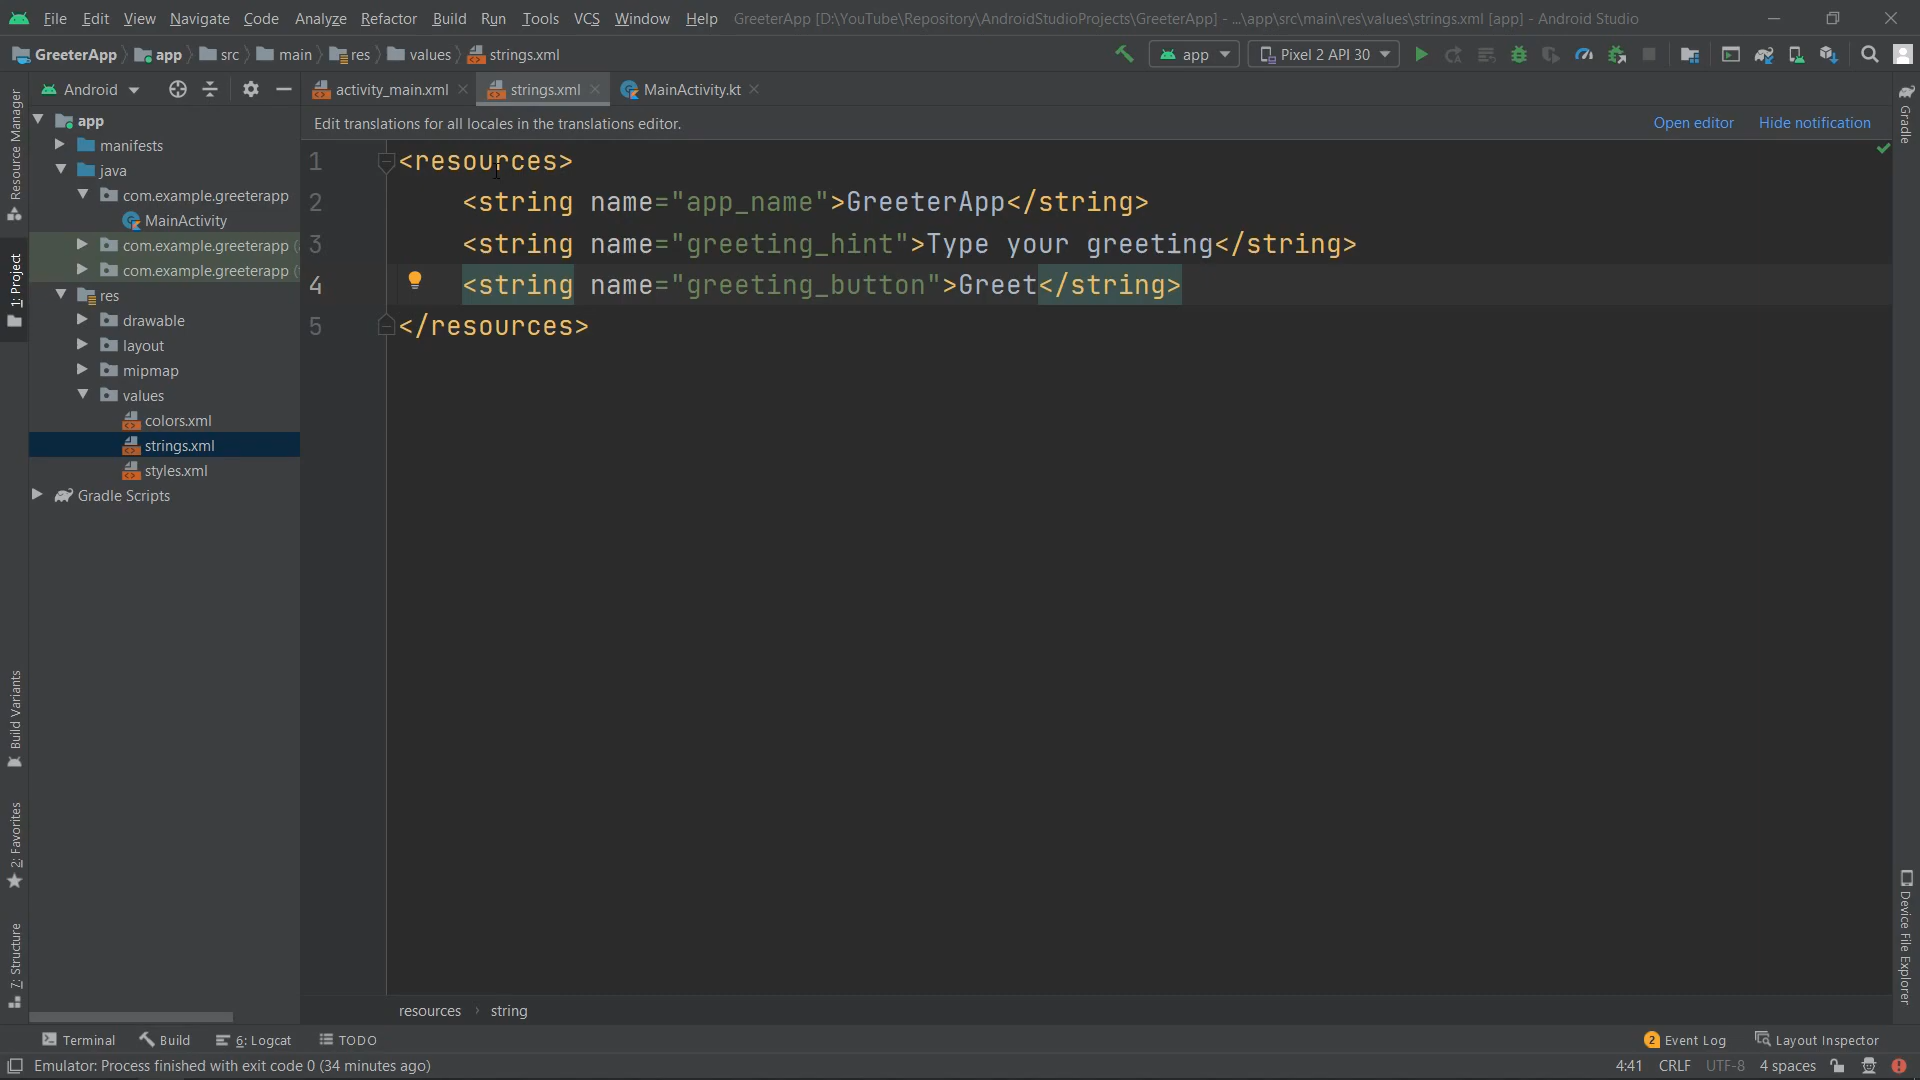 File Edit View Navigate Code Analyze Refactor Build Run Tools VCS Window Help GreeterApp [D:\YouTube\Repository\AndroidStudioProjects\GreeterApp] - ...\app\src\main\res\values\strings.xml [app] - Android Studio
GreeterApp app src main res values strings.xml app Pixel 2 API 30
Android activity_main.xml strings.xml MainActivity.kt
Edit translations for all locales in the translations editor. Open editor Hide notification
Resource Manager
1: Project
Build Variants
2: Favorites
7: Structure
app
manifests
java
com.example.greeterapp
MainActivity
com.example.greeterapp
com.example.greeterapp
res
drawable
layout
mipmap
values
colors.xml
strings.xml
styles.xml
Gradle Scripts
1 <resources>
2 <string name="app_name">GreeterApp</string>
3 <string name="greeting_hint">Type your greeting</string>
4 <string name="greeting_button">Greet</string>
5 </resources>
Gradle
Device File Explorer
resources › string
Terminal Build 6: Logcat TODO 2 Event Log Layout Inspector
Emulator: Process finished with exit code 0 (34 minutes ago) 4:41 CRLF UTF-8 4 spaces